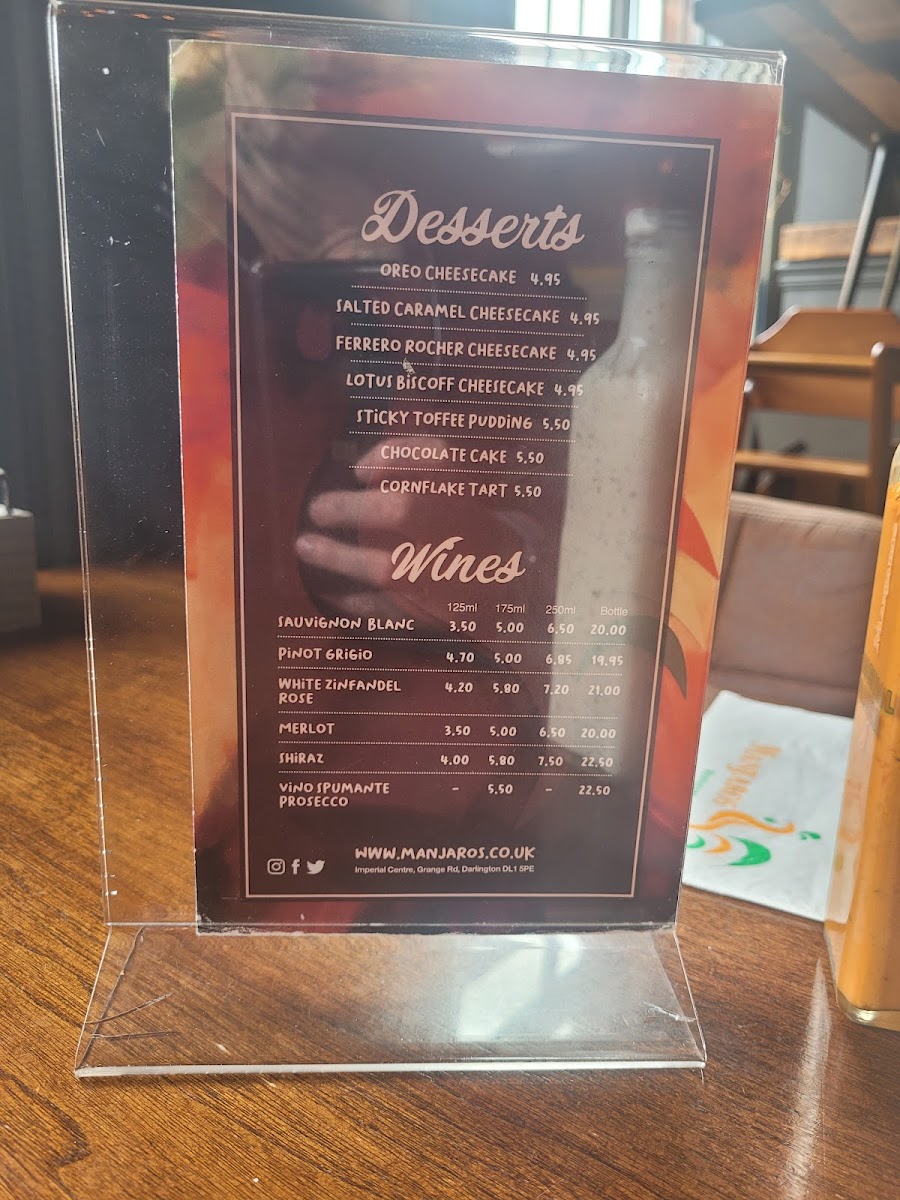 Desserts
OREO CHEESECAKE 4.95
SALTED CARAMEL CHEESECAKE 4.95
FERRERO ROCHER CHEESECAKE 4.95
LOTUS BISCOFF CHEESECAKE 4.95
STICKY TOFFEE PUDDING 5.50
CHOCOLATE CAKE 5.50
CORNFLAKE TART 5.50
Wines
125ml 175ml 250ml Bottle
SAUVIGNON BLANC 3.50 5.00 6.50 20.00
PINOT GRIGIO 4.70 5.00 6.85 19.95
WHITE ZINFANDEL 4.20 5.80 7.20 21.00
ROSE
MERLOT 3.50 5.00 6.50 20.00
SHIRAZ 4.00 5.80 7.50 22.50
VINO SPUMANTE - 5.50 - 22.50
PROSECCO
WWW.MANJAROS.CO.UK
Imperial Centre, Grange Rd, Darlington DL1 5PE
Manjaros